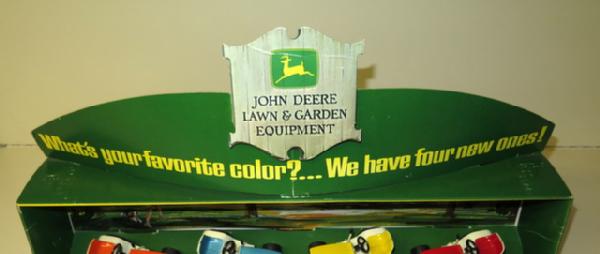 JOHN DEERE
LAWN & GARDEN
EQUIPMENT
What's your favorite color?... We have four new ones!